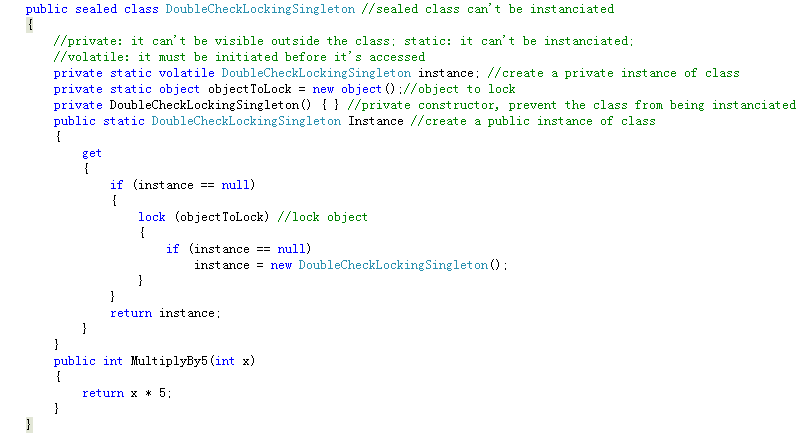 public sealed class DoubleCheckLockingSingleton //sealed class can't be instanciated
{
//private: it can't be visible outside the class; static: it can't be instanciated;
//volatile: it must be initiated before it's accessed
private static volatile DoubleCheckLockingSingleton instance; //create a private instance of class
private static object objectToLock = new object();//object to lock
private DoubleCheckLockingSingleton() { } //private constructor, prevent the class from being instanciated
public static DoubleCheckLockingSingleton Instance //create a public instance of class
{
get
{
if (instance == null)
{
lock (objectToLock) //lock object
{
if (instance == null)
instance = new DoubleCheckLockingSingleton();
}
}
return instance;
}
}
public int MultiplyBy5(int x)
{
return x * 5;
}
}